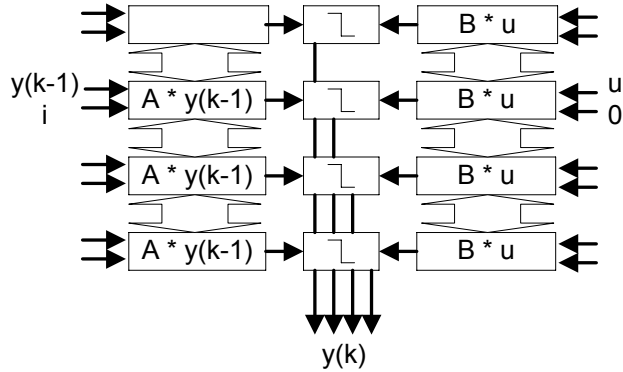 B * u
y(k-1) A * y(k-1) B * u u
i 0
A * y(k-1) B * u
A * y(k-1) B * u
y(k)